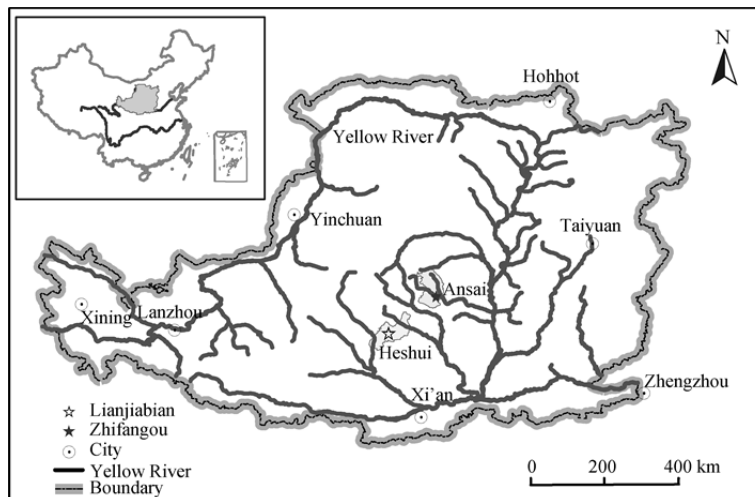 N
Hohhot
Yellow River
Yinchuan
Taiyuan
Ansai
Lanzhou
Xining
Heshui
Zhengzhou
Xi'an
Lianjiabian
Zhifangou
City
Yellow River
Boundary
0 200 400 km